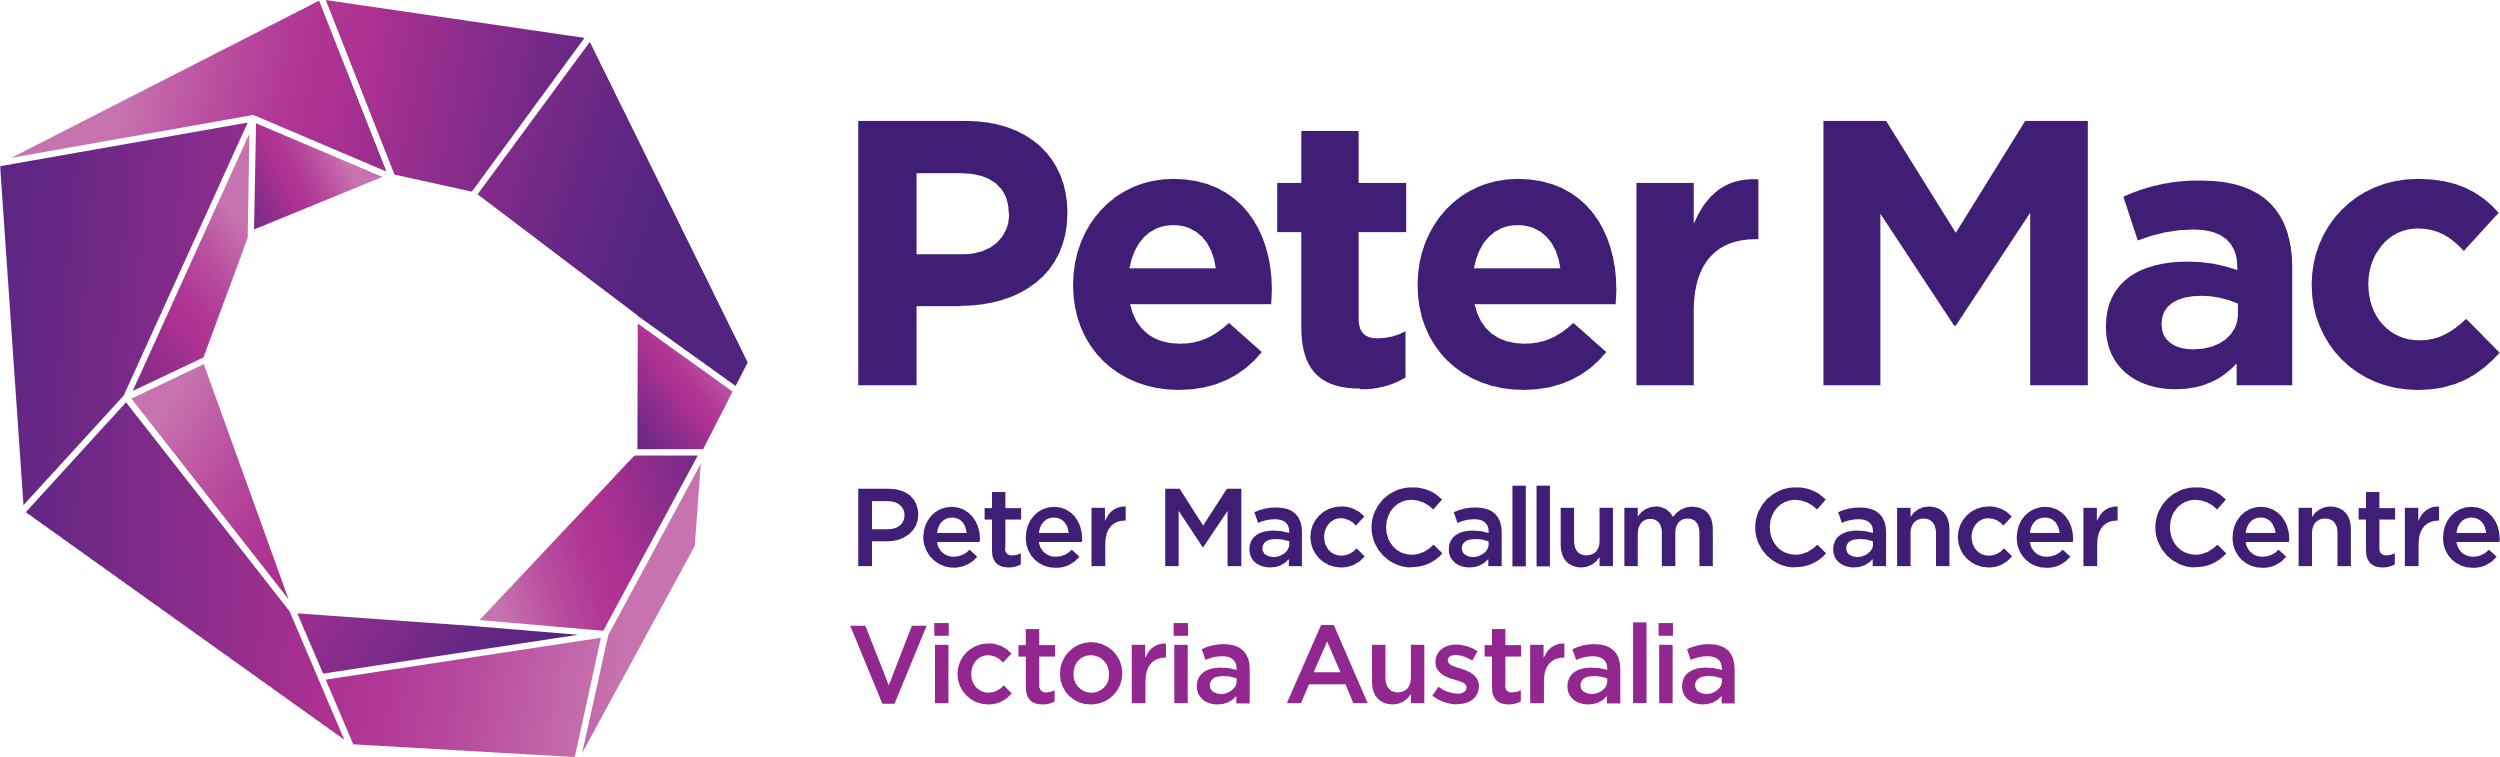 Peter Mac
Peter MacCallum Cancer Centre
Victoria Australia